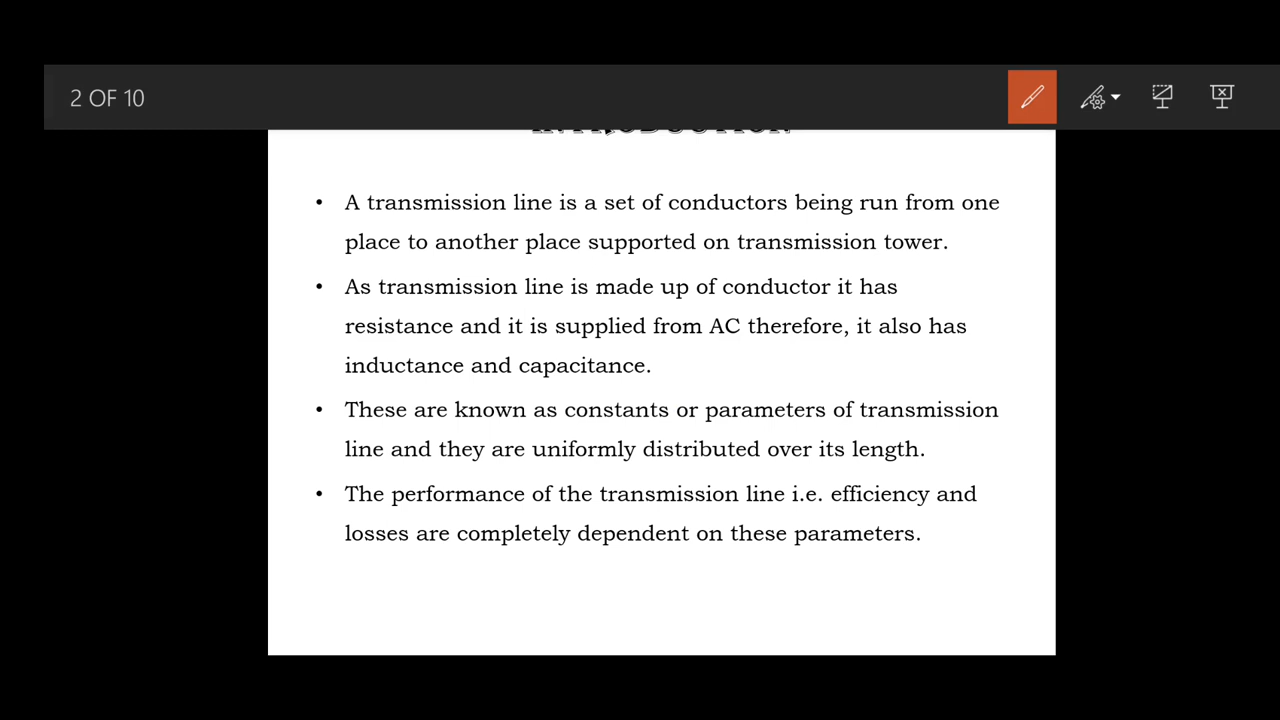 2 OF 10
INTRODUCTION
• A transmission line is a set of conductors being run from one
place to another place supported on transmission tower.
• As transmission line is made up of conductor it has
resistance and it is supplied from AC therefore, it also has
inductance and capacitance.
• These are known as constants or parameters of transmission
line and they are uniformly distributed over its length.
• The performance of the transmission line i.e. efficiency and
losses are completely dependent on these parameters.